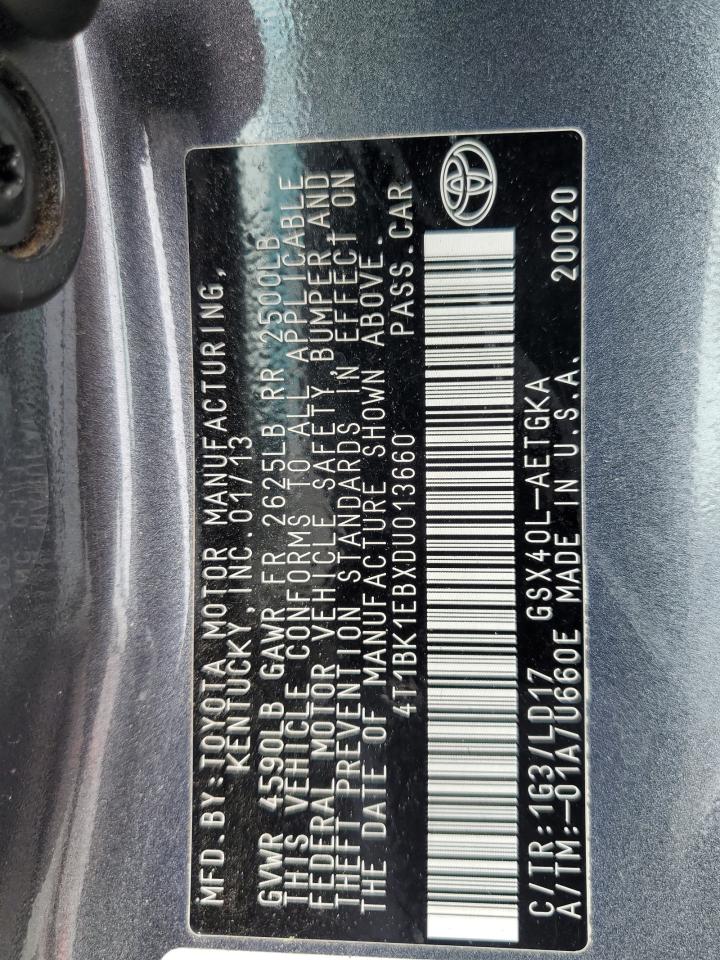 MFD.BY:TOYOTA MOTOR MANUFACTURING,
KENTUCKY,INC.01/13
GVWR 4590LB GAWR FR 2625LB RR 2500LB
THIS VEHICLE CONFORMS TO ALL APPLICABLE
FEDERAL MOTOR VEHICLE SAFETY, BUMPER,AND
THEFT PREVENTION STANDARDS IN EFFECT ON
THE DATE OF MANUFACTURE SHOWN ABOVE.
4T1BK1EBXDU013660 PASS.CAR
C/TR:1G3/LD17 GSX40L-AETGKA
A/TM:-01A/U660E MADE IN U.S.A. 20020